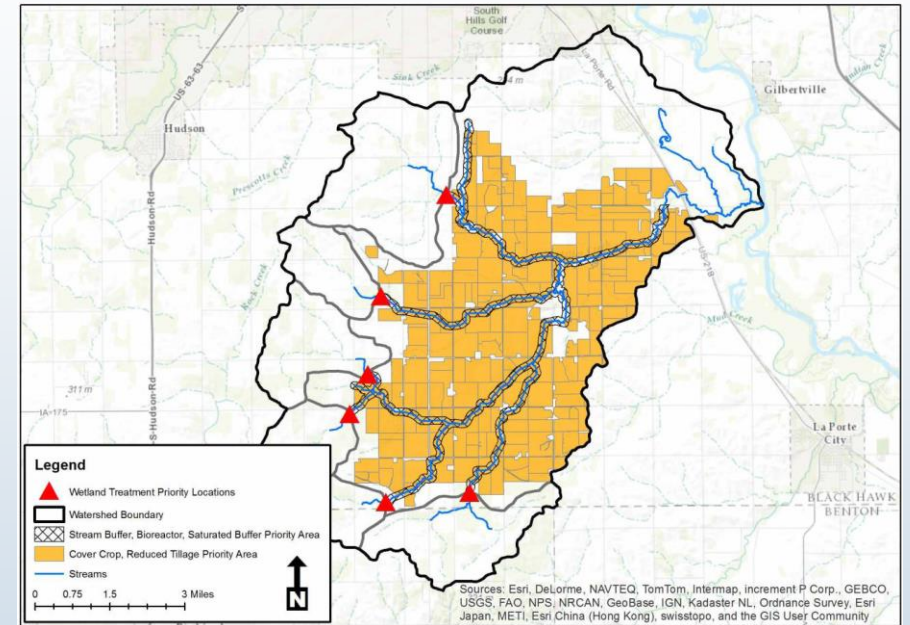 South
Hills Golf
Course
US-63-63
Sink Creek
La Porte Rd
Indian Creek
Gilbertville
Hudson
Prescotts Creek
Hudson-Rd
Rock Creek
US-218
Mud Creek
311 m
IA-175
S-Hudson-Rd
La Porte
City
BLACK HAWK
BENTON
Legend
Wetland Treatment Priority Locations
Watershed Boundary
Stream Buffer, Bioreactor, Saturated Buffer Priority Area
Cover Crop, Reduced Tillage Priority Area
Streams
0 0.75 1.5 3 Miles
N
Sources: Esri, DeLorme, NAVTEQ, TomTom, Intermap, increment P Corp., GEBCO,
USGS, FAO, NPS, NRCAN, GeoBase, IGN, Kadaster NL, Ordnance Survey, Esri
Japan, METI, Esri China (Hong Kong), swisstopo, and the GIS User Community